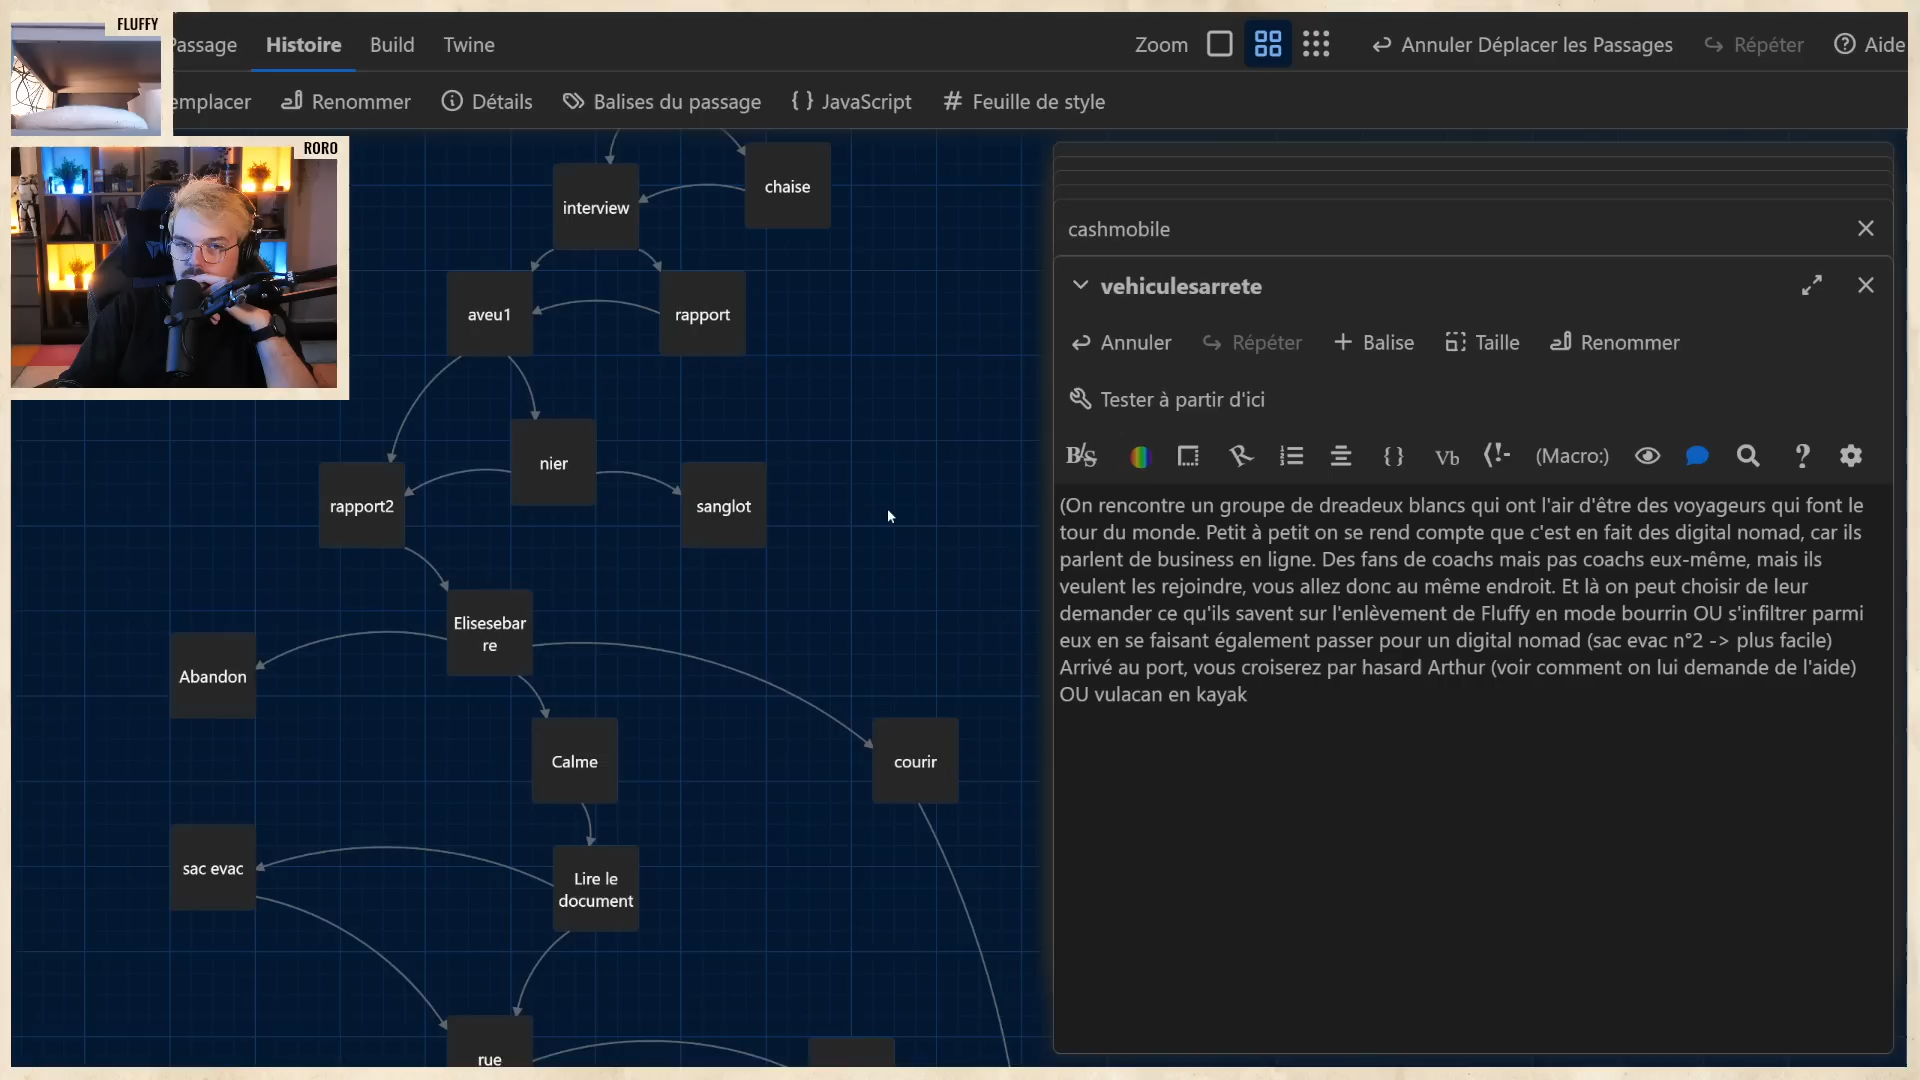 FLUFFY
RORO
Passage
Histoire
Build
Twine
Zoom
Annuler Déplacer les Passages
Répéter
Aide
emplacer
Renommer
Détails
Balises du passage
{ } JavaScript
# Feuille de style
chaise
interview
aveu1
rapport
nier
rapport2
sanglot
Elisesebar
re
Abandon
Calme
courir
sac evac
Lire le
document
rue
cashmobile
vehiculesarrete
Annuler
Répéter
+ Balise
Taille
Renommer
Tester à partir d'ici
B/S
{ }
Vb
(Macro:)
?
(On rencontre un groupe de dreadeux blancs qui ont l'air d'être des voyageurs qui font le
tour du monde. Petit à petit on se rend compte que c'est en fait des digital nomad, car ils
parlent de business en ligne. Des fans de coachs mais pas coachs eux-même, mais ils
veulent les rejoindre, vous allez donc au même endroit. Et là on peut choisir de leur
demander ce qu'ils savent sur l'enlèvement de Fluffy en mode bourrin OU s'infiltrer parmi
eux en se faisant également passer pour un digital nomad (sac evac n°2 -> plus facile)
Arrivé au port, vous croiserez par hasard Arthur (voir comment on lui demande de l'aide)
OU vulacan en kayak